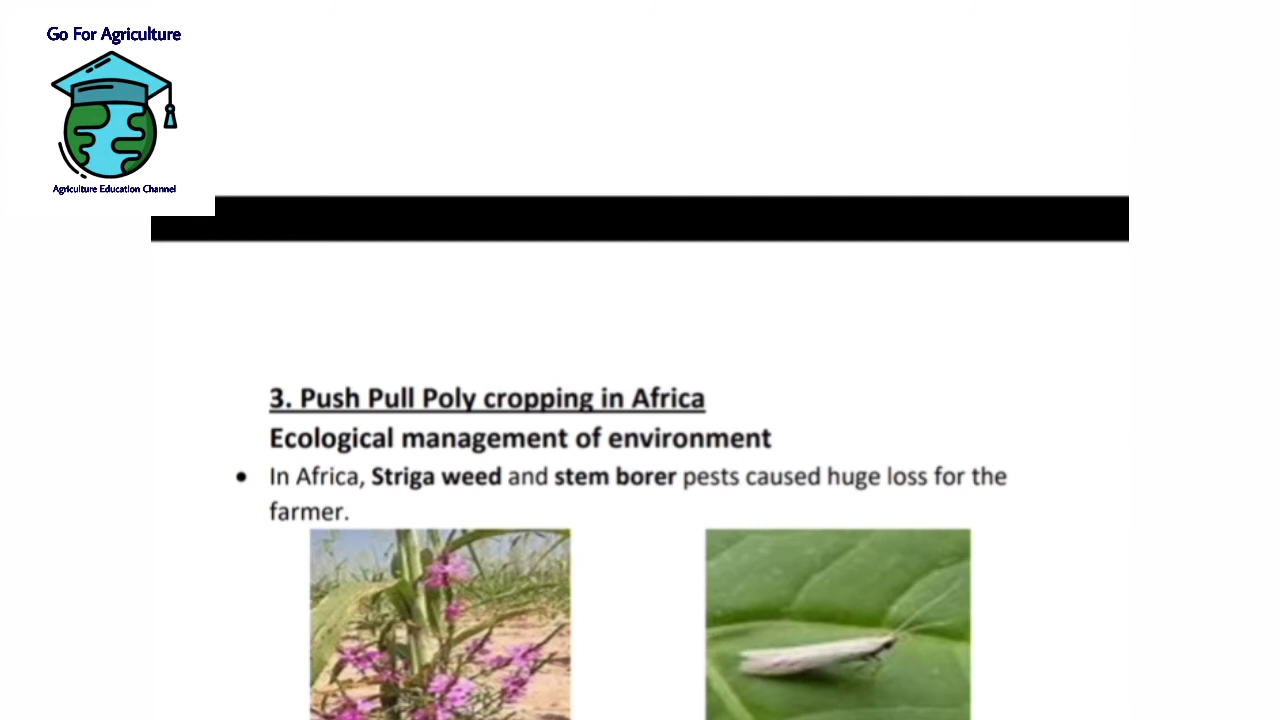 Go For Agriculture
Agriculture Education Channel
3. Push Pull Poly cropping in Africa
Ecological management of environment
• In Africa, Striga weed and stem borer pests caused huge loss for the
farmer.